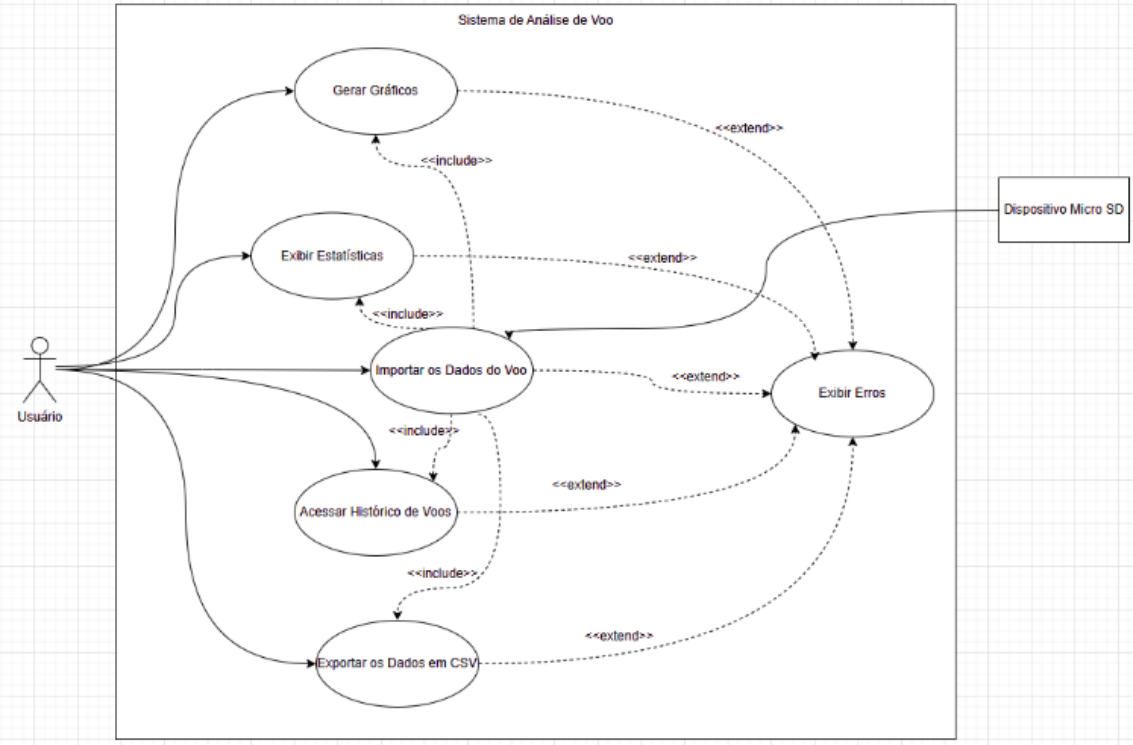 Sistema de Análise de Voo
Gerar Gráficos
<<extend>>
<<include>>
Dispositivo Micro SD
Exibir Estatísticas
<<extend>>
<<include>>
Importar os Dados do Voo
<<extend>>
Exibir Erros
Usuário
<<include>>
<<extend>>
Acessar Histórico de Voos
<<include>>
<<extend>>
Exportar os Dados em CSV